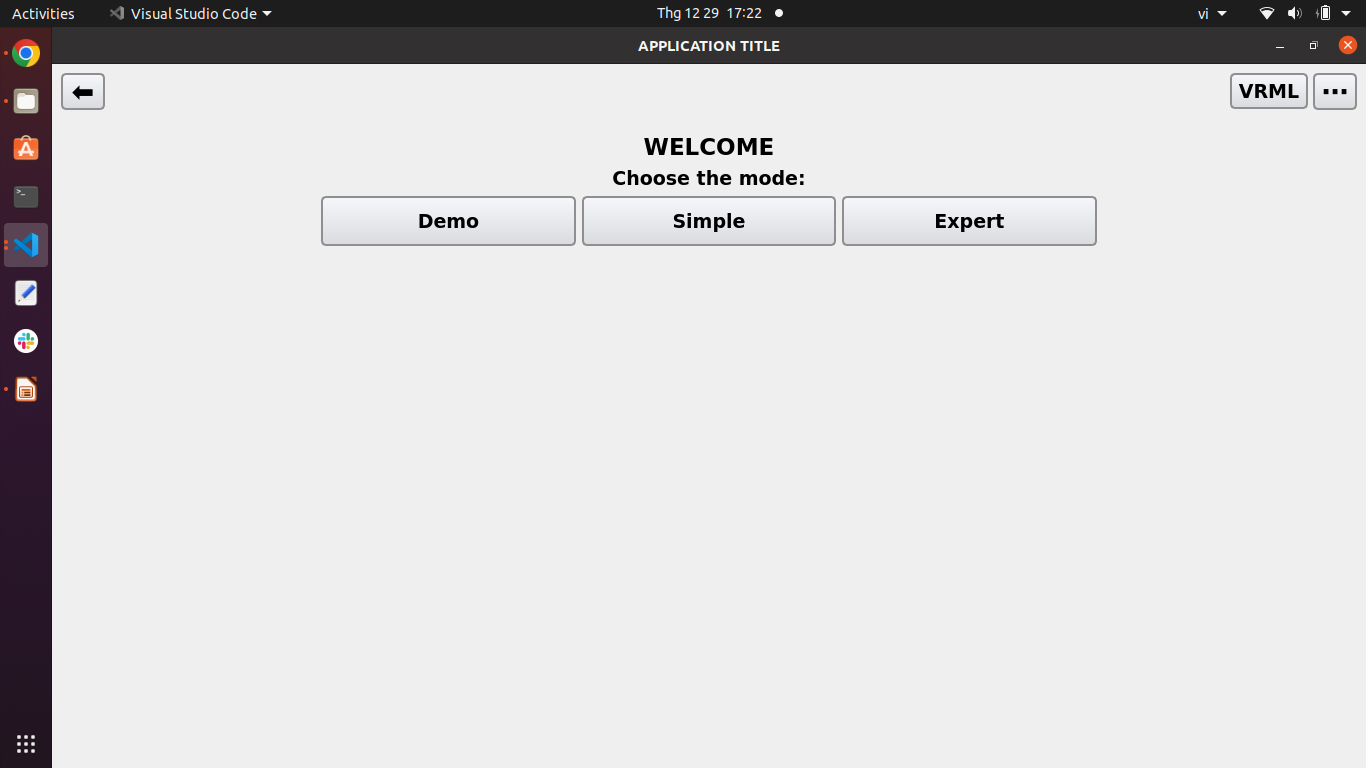 Activities Visual Studio Code Thg 12 29 17:22 vi
APPLICATION TITLE
VRML ...
WELCOME
Choose the mode:
Demo Simple Expert